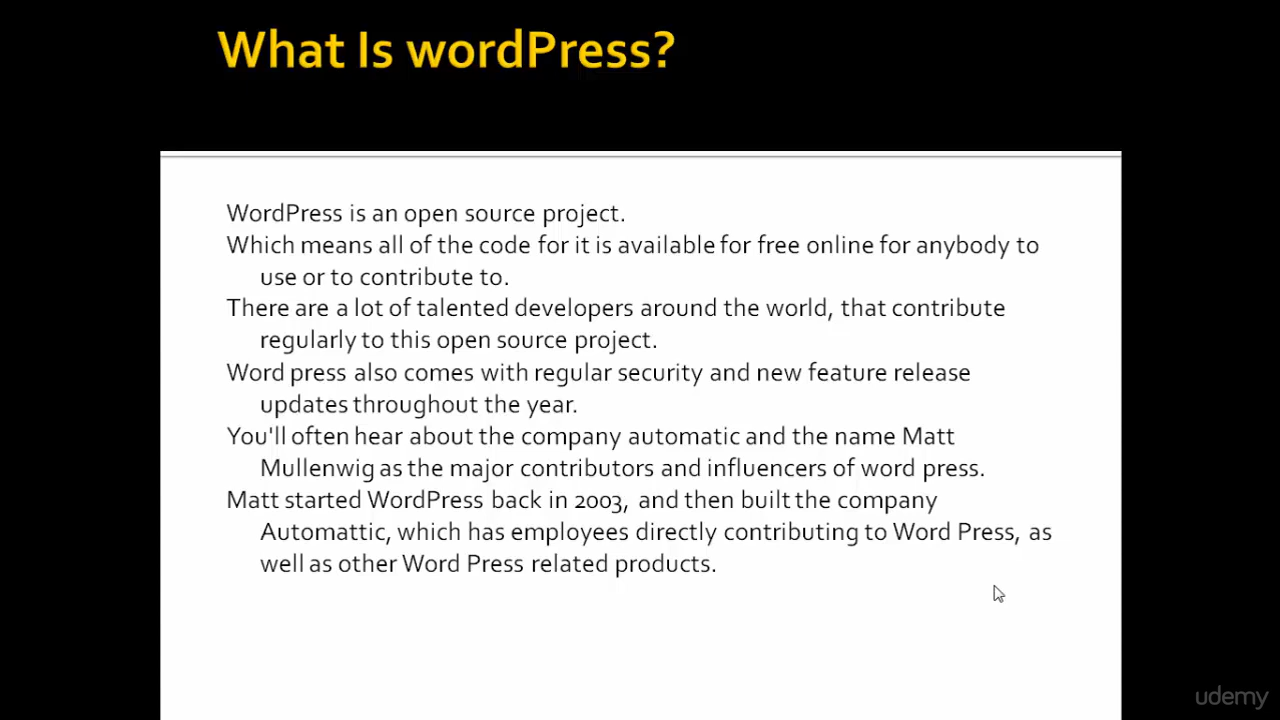 What Is wordPress?
WordPress is an open source project.
Which means all of the code for it is available for free online for anybody to
use or to contribute to.
There are a lot of talented developers around the world, that contribute
regularly to this open source project.
Word press also comes with regular security and new feature release
updates throughout the year.
You'll often hear about the company automatic and the name Matt
Mullenwig as the major contributors and influencers of word press.
Matt started WordPress back in 2003, and then built the company
Automattic, which has employees directly contributing to Word Press, as
well as other Word Press related products.
udemy